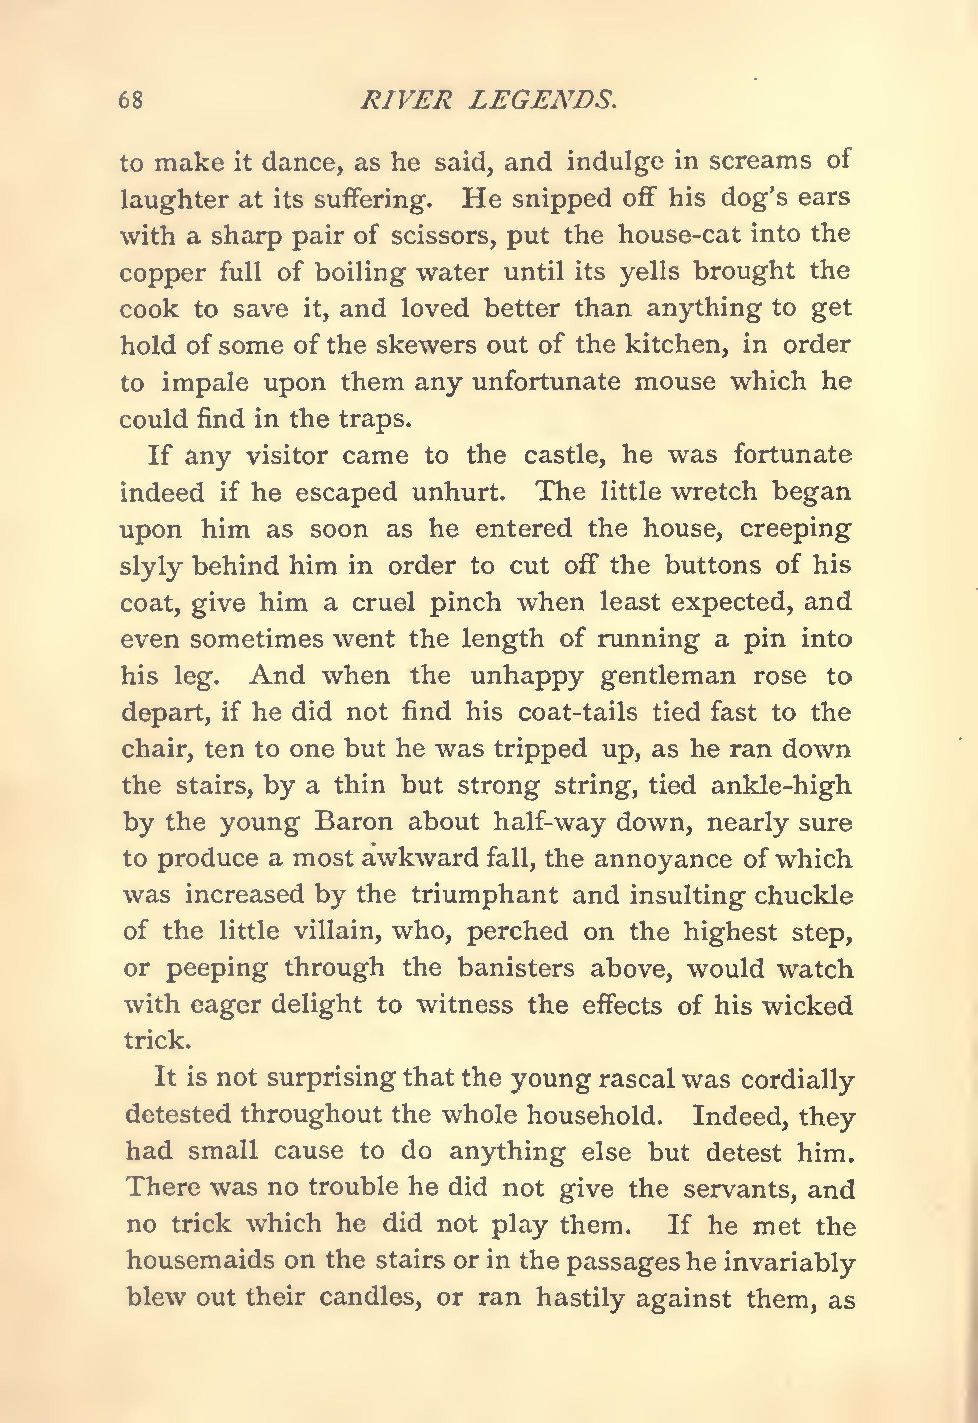 68 RIVER LEGENDS.
to make it dance, as he said, and indulge in screams of
laughter at its suffering. He snipped off his dog's ears
with a sharp pair of scissors, put the house-cat into the
copper full of boiling water until its yells brought the
cook to save it, and loved better than anything to get
hold of some of the skewers out of the kitchen, in order
to impale upon them any unfortunate mouse which he
could find in the traps.
If any visitor came to the castle, he was fortunate
indeed if he escaped unhurt. The little wretch began
upon him as soon as he entered the house, creeping
slyly behind him in order to cut off the buttons of his
coat, give him a cruel pinch when least expected, and
even sometimes went the length of running a pin into
his leg. And when the unhappy gentleman rose to
depart, if he did not find his coat-tails tied fast to the
chair, ten to one but he was tripped up, as he ran down
the stairs, by a thin but strong string, tied ankle-high
by the young Baron about half-way down, nearly sure
to produce a most awkward fall, the annoyance of which
was increased by the triumphant and insulting chuckle
of the little villain, who, perched on the highest step,
or peeping through the banisters above, would watch
with eager delight to witness the effects of his wicked
trick.
It is not surprising that the young rascal was cordially
detested throughout the whole household. Indeed, they
had small cause to do anything else but detest him.
There was no trouble he did not give the servants, and
no trick which he did not play them. If he met the
housemaids on the stairs or in the passages he invariably
blew out their candles, or ran hastily against them, as